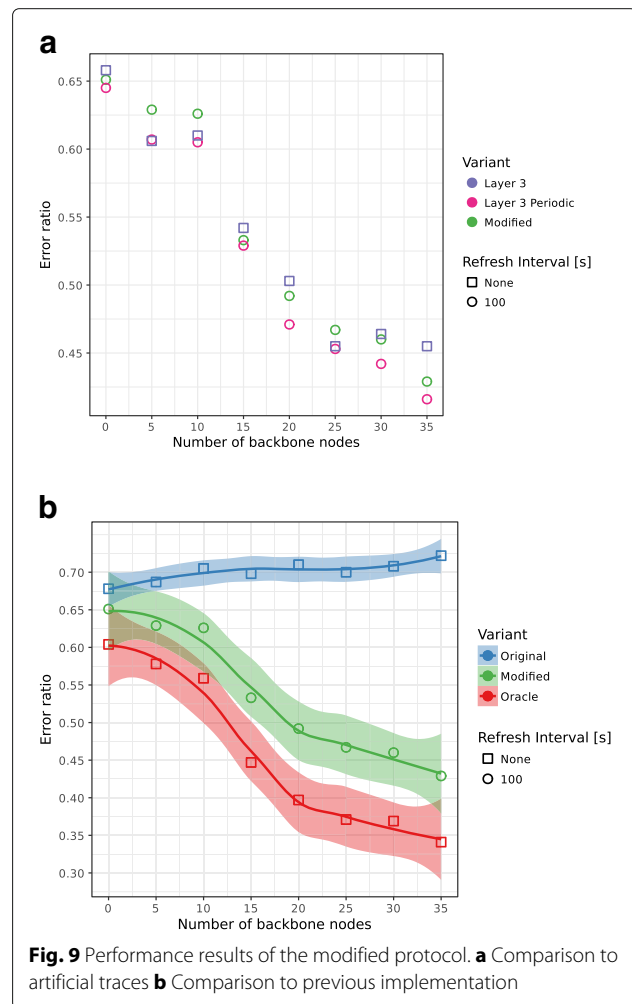 a
0.65
0.60
0.55
0.50
0.45
Error ratio
0 5 10 15 20 25 30 35
Number of backbone nodes
Variant
Layer 3
Layer 3 Periodic
Modified
Refresh Interval [s]
None
100
b
0.70
0.65
0.60
0.55
0.50
0.45
0.40
0.35
0.30
Error ratio
0 5 10 15 20 25 30 35
Number of backbone nodes
Variant
Original
Modified
Oracle
Refresh Interval [s]
None
100
Fig. 9 Performance results of the modified protocol. a Comparison to
artificial traces b Comparison to previous implementation